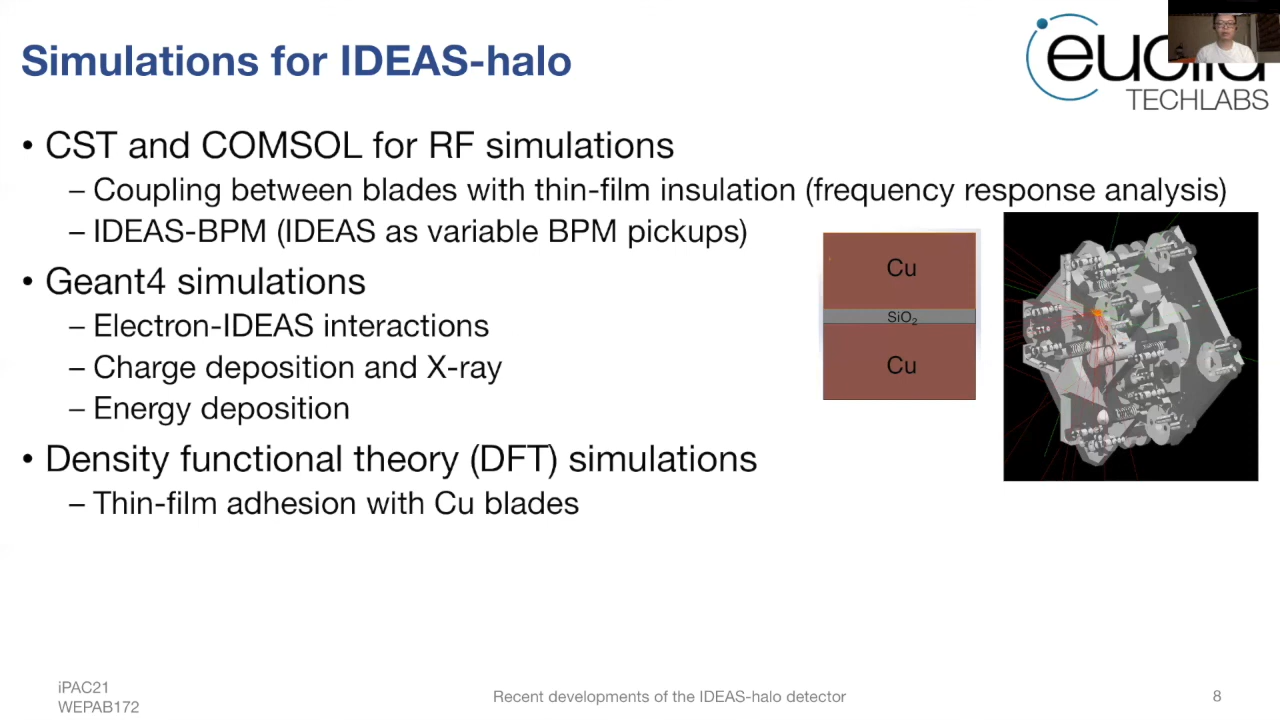 Simulations for IDEAS-halo
TECHLABS
• CST and COMSOL for RF simulations
– Coupling between blades with thin-film insulation (frequency response analysis)
– IDEAS-BPM (IDEAS as variable BPM pickups)
• Geant4 simulations
– Electron-IDEAS interactions
– Charge deposition and X-ray
– Energy deposition
• Density functional theory (DFT) simulations
– Thin-film adhesion with Cu blades
Cu
SiO₂
Cu
iPAC21
WEPAB172
Recent developments of the IDEAS-halo detector
8